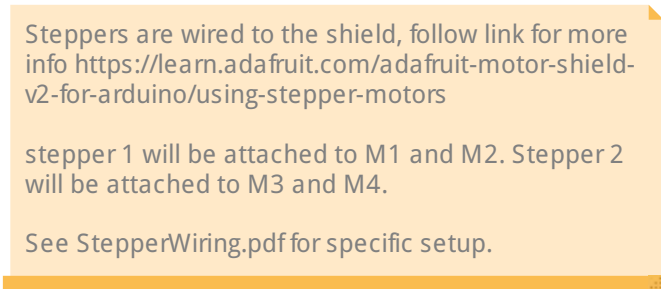 Steppers are wired to the shield, follow link for more
info https://learn.adafruit.com/adafruit-motor-shield-
v2-for-arduino/using-stepper-motors
stepper 1 will be attached to M1 and M2. Stepper 2
will be attached to M3 and M4.
See StepperWiring.pdf for specific setup.